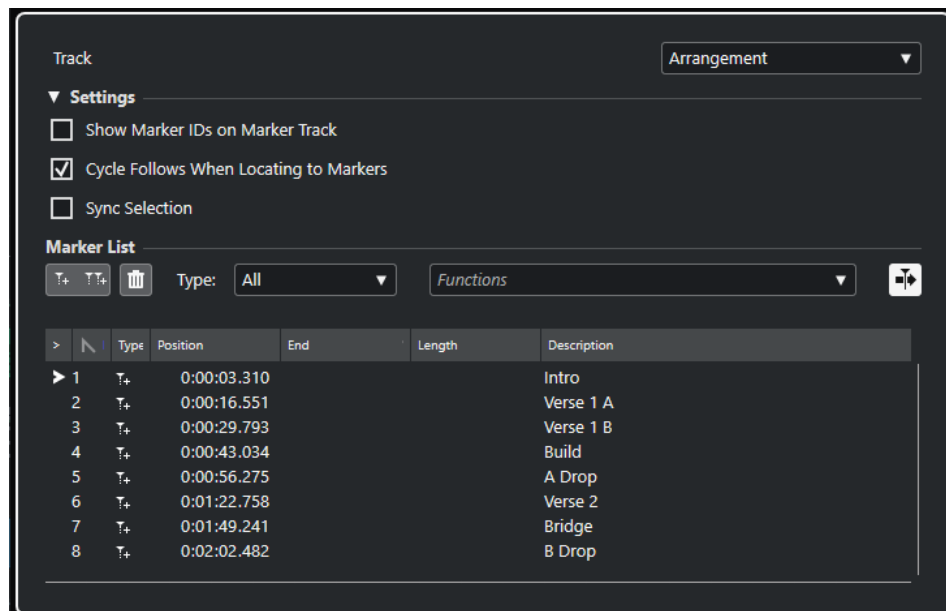 Track Arrangement
Settings
Show Marker IDs on Marker Track
Cycle Follows When Locating to Markers
Sync Selection
Marker List
Type: All Functions
> Type Position End Length Description
1 0:00:03.310 Intro
2 0:00:16.551 Verse 1 A
3 0:00:29.793 Verse 1 B
4 0:00:43.034 Build
5 0:00:56.275 A Drop
6 0:01:22.758 Verse 2
7 0:01:49.241 Bridge
8 0:02:02.482 B Drop